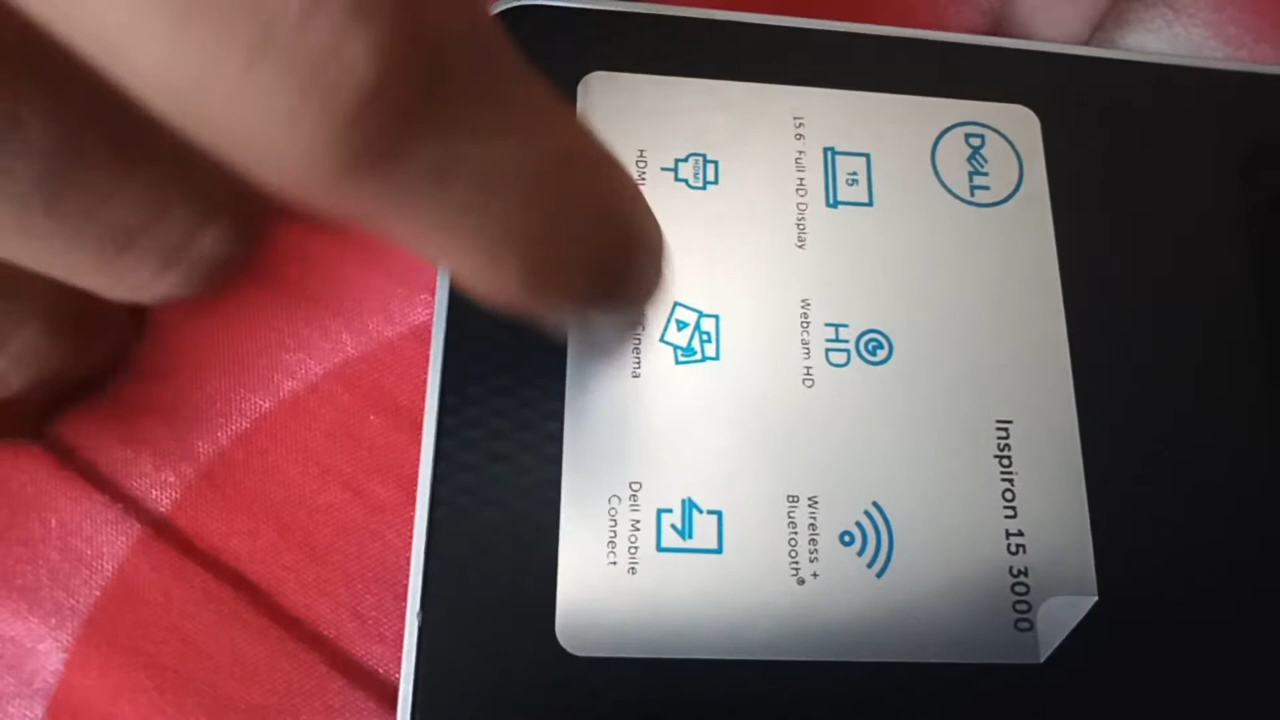 DELL
Inspiron 15 3000
15
15.6" Full HD Display
HD
Webcam HD
Wireless +
Bluetooth®
HDMI
HDMI
Cinema
Dell Mobile
Connect